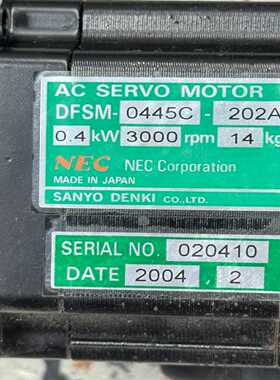 AC SERVO MOTOR
DFSM- 0445C - 202A
0.4 kW 3000 rpm 14 kg
NEC NEC Corporation
MADE IN JAPAN
SANYO DENKI CO.,LTD.
SERIAL NO. 020410
DATE 2004 . 2